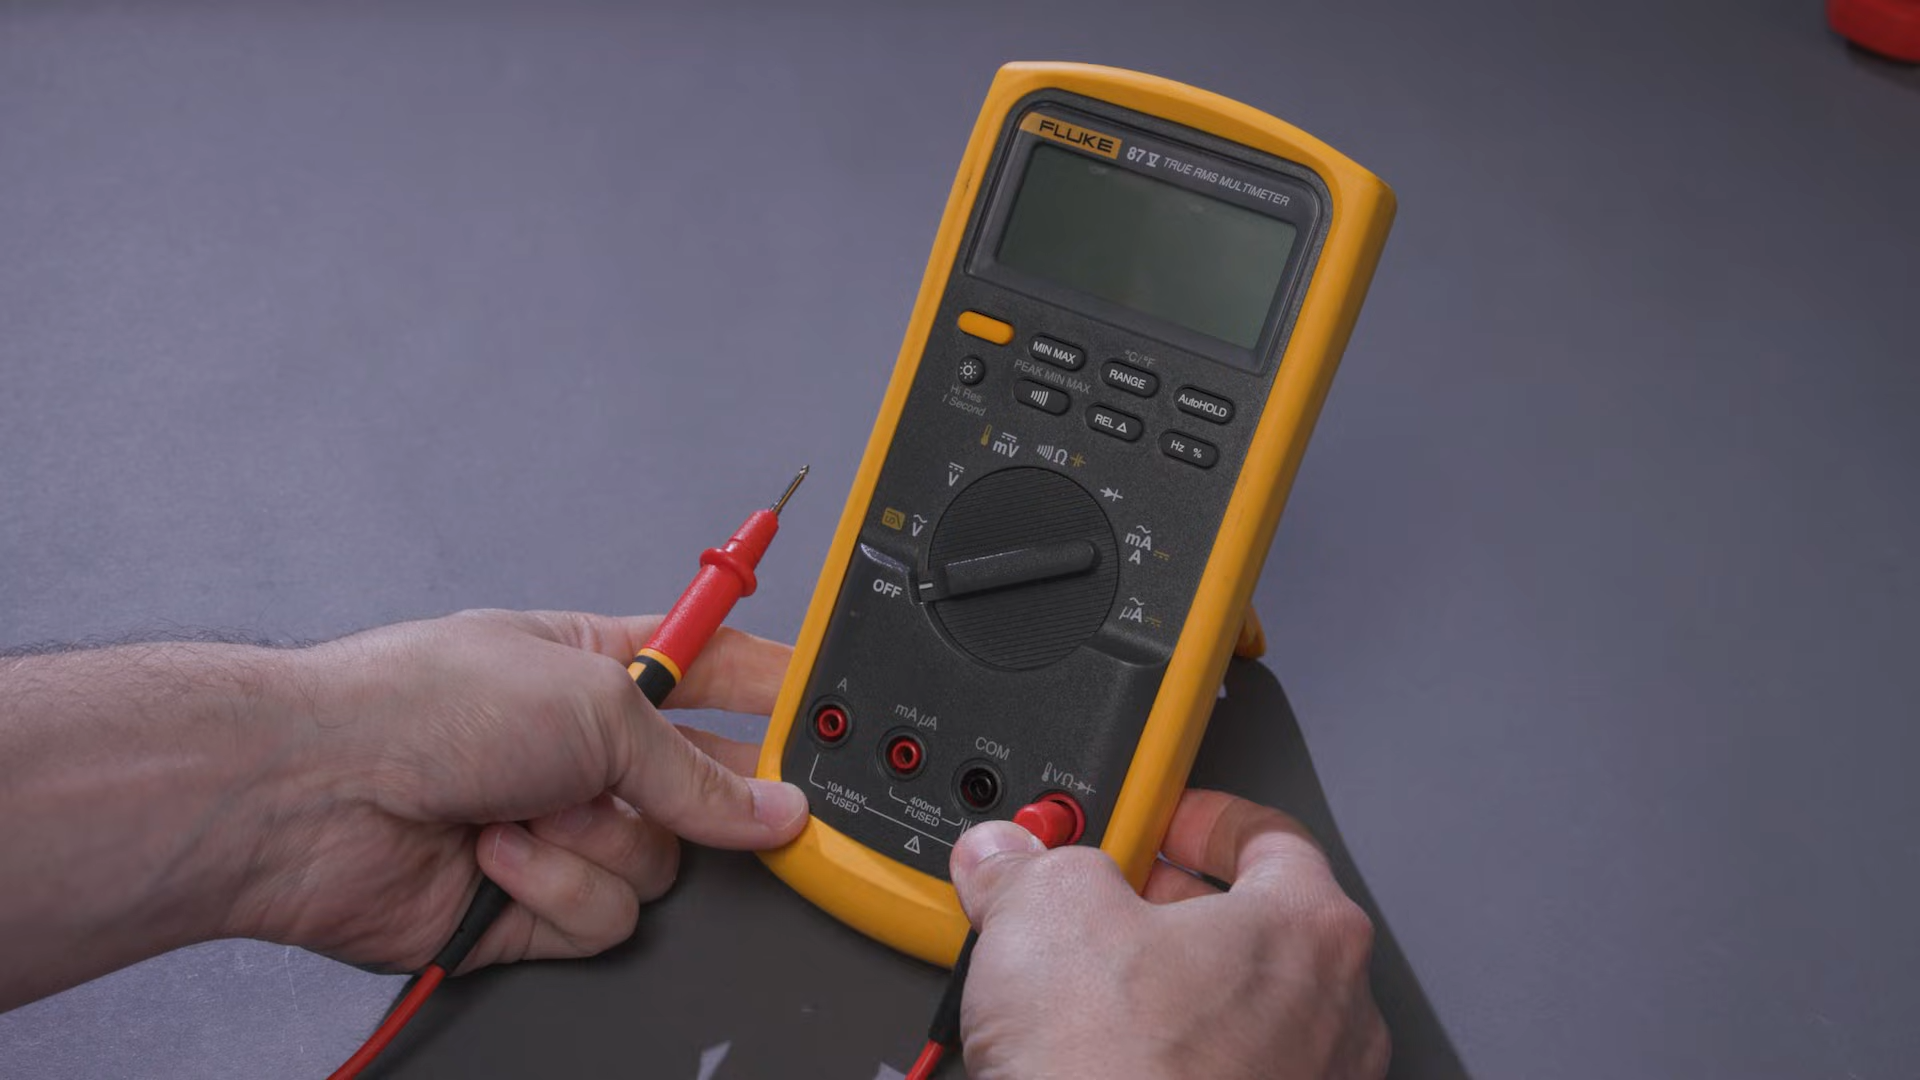 FLUKE 87 V TRUE RMS MULTIMETER
MIN MAX
°C/°F
RANGE
AutoHOLD
PEAK MIN MAX
Hi Res
1 Second
REL Δ
Hz %
mV
Ω
V
V
OFF
mA
A
µA
A
mA µA
COM
VΩ
10A MAX
FUSED
400mA
FUSED